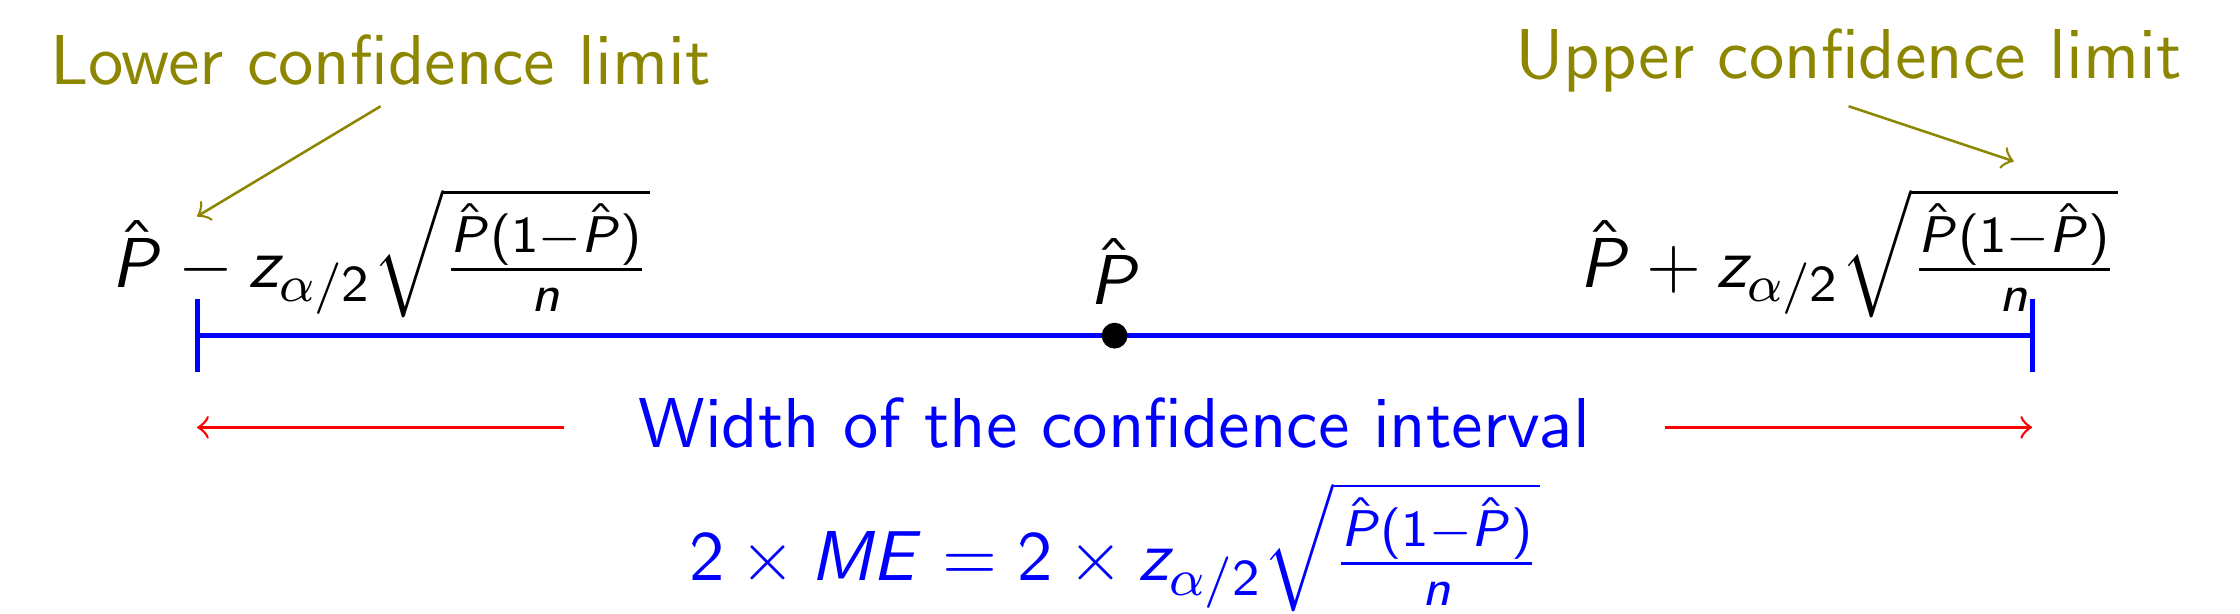 Lower confidence limit
Upper confidence limit
$\hat{P} - z_{\alpha/2}\sqrt{\frac{\hat{P}(1-\hat{P})}{n}}$
$\hat{P}$
$\hat{P} + z_{\alpha/2}\sqrt{\frac{\hat{P}(1-\hat{P})}{n}}$
Width of the confidence interval
$2 \times ME = 2 \times z_{\alpha/2}\sqrt{\frac{\hat{P}(1-\hat{P})}{n}}$